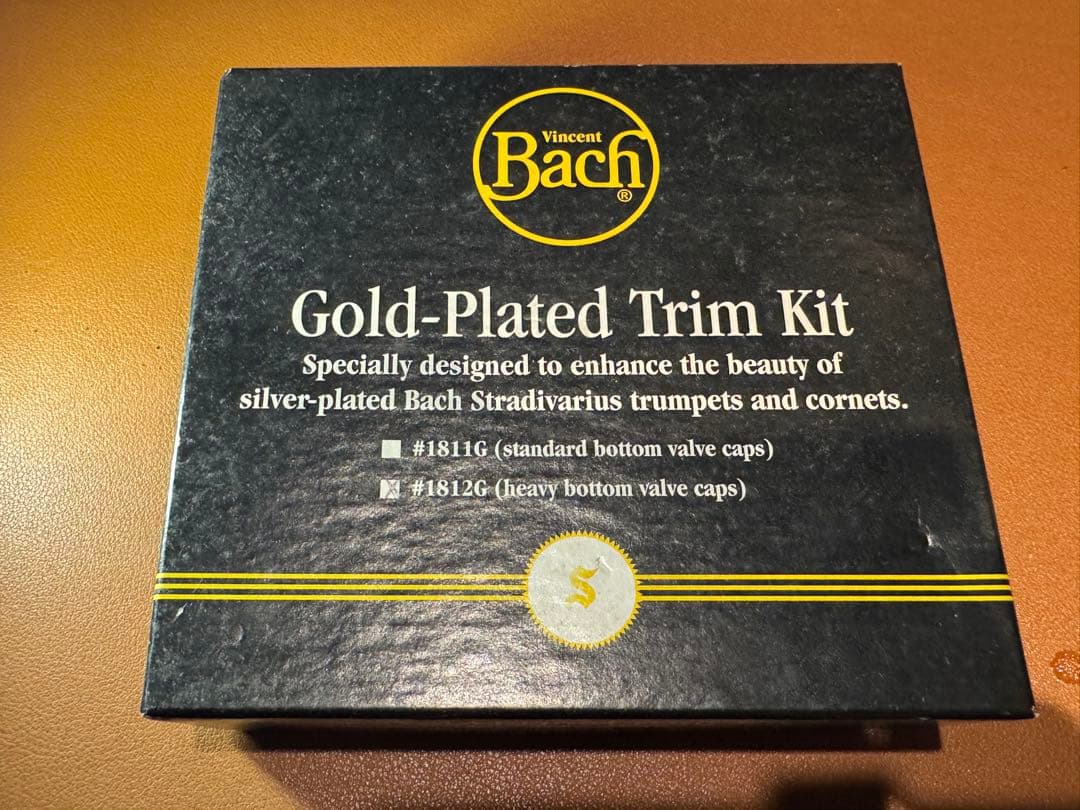 Vincent
Bach
®
Gold-Plated Trim Kit
Specially designed to enhance the beauty of
silver-plated Bach Stradivarius trumpets and cornets.
#1811G (standard bottom valve caps)
#1812G (heavy bottom valve caps)
S